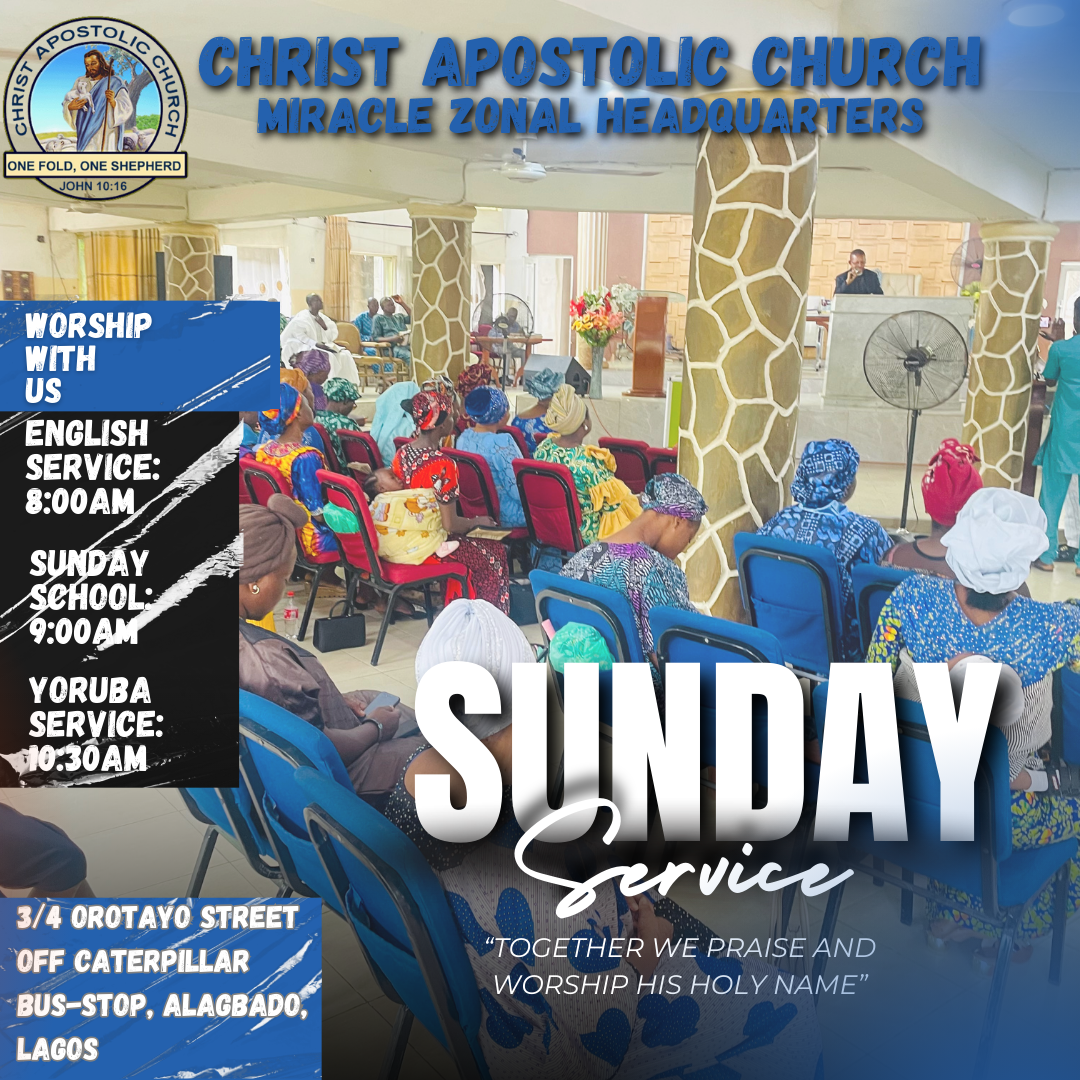 CHRIST APOSTOLIC CHURCH
ONE FOLD, ONE SHEPHERD
JOHN 10:16
CHRIST APOSTOLIC CHURCH
MIRACLE ZONAL HEADQUARTERS
WORSHIP
WITH
US
ENGLISH
SERVICE:
8:00AM
SUNDAY
SCHOOL:
9:00AM
YORUBA
SERVICE:
10:30AM
SUNDAY
Service
“TOGETHER WE PRAISE AND
WORSHIP HIS HOLY NAME”
3/4 OROTAYO STREET
OFF CATERPILLAR
BUS-STOP, ALAGBADO,
LAGOS